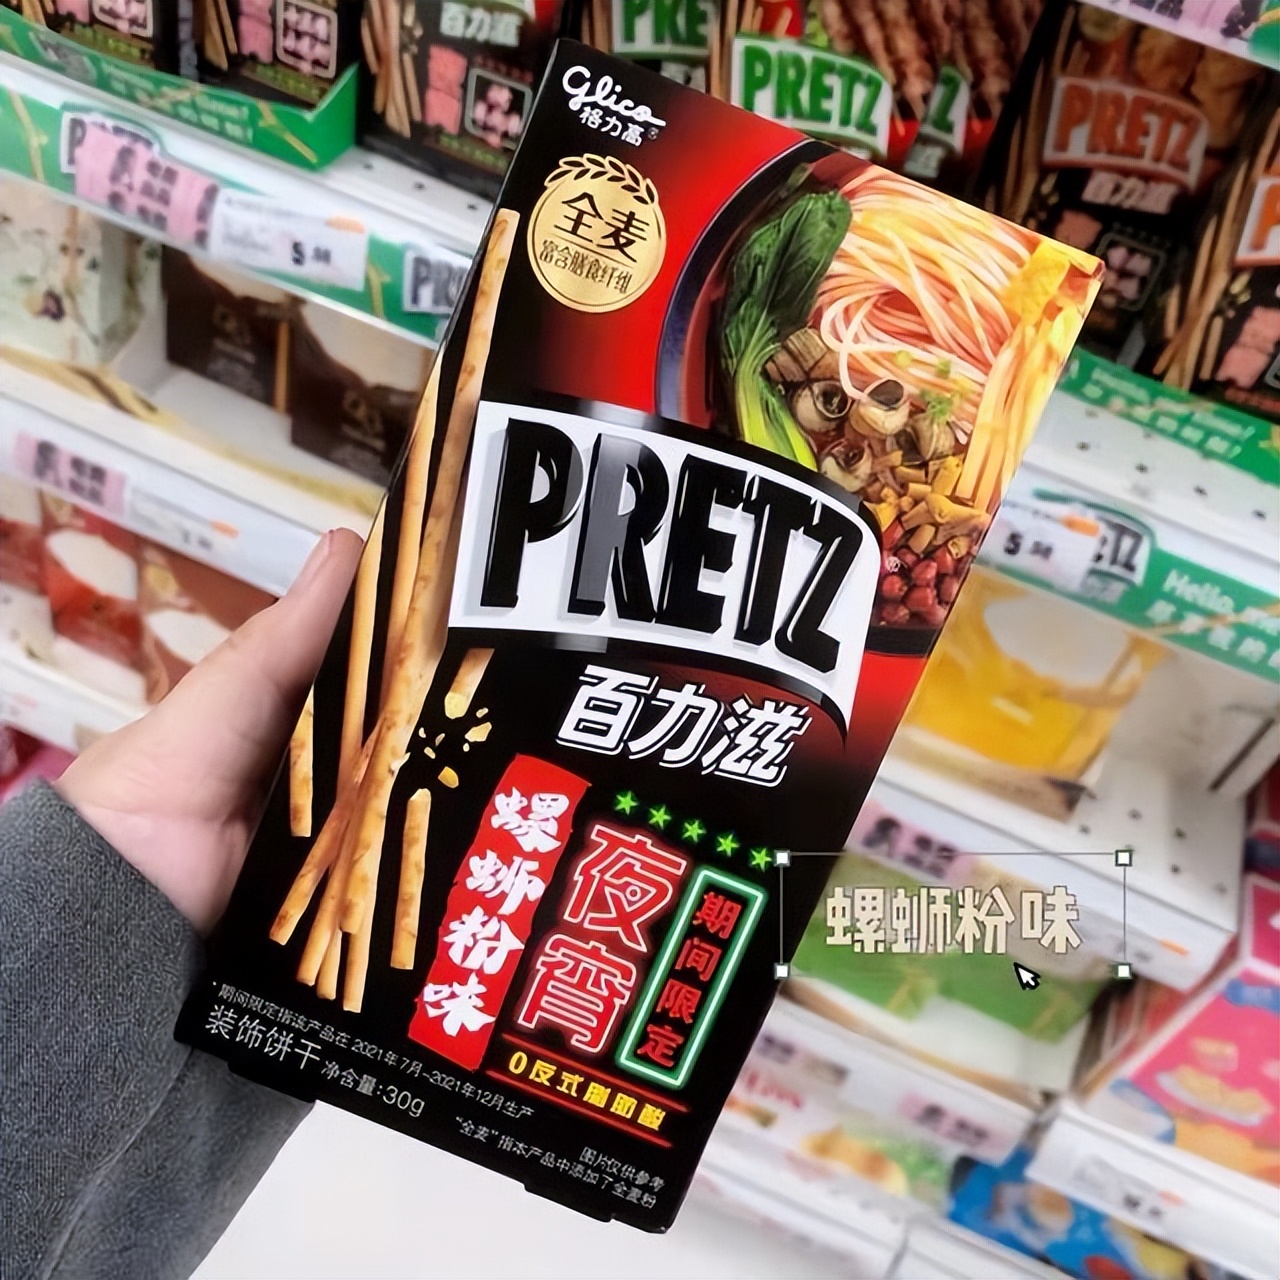 Glico
格力高
全麦
富含膳食纤维
PRETZ
百力滋
螺蛳粉味
夜宵
期间限定
0反式脂肪酸
*期间限定指该产品在2021年7月-2021年12月生产
装饰饼干 净含量:30g
图片仅供参考
"全麦"指本产品中添加了全麦粉
螺蛳粉味
PRETZ
PRETZ
百力滋
百力滋
5
5
Hello